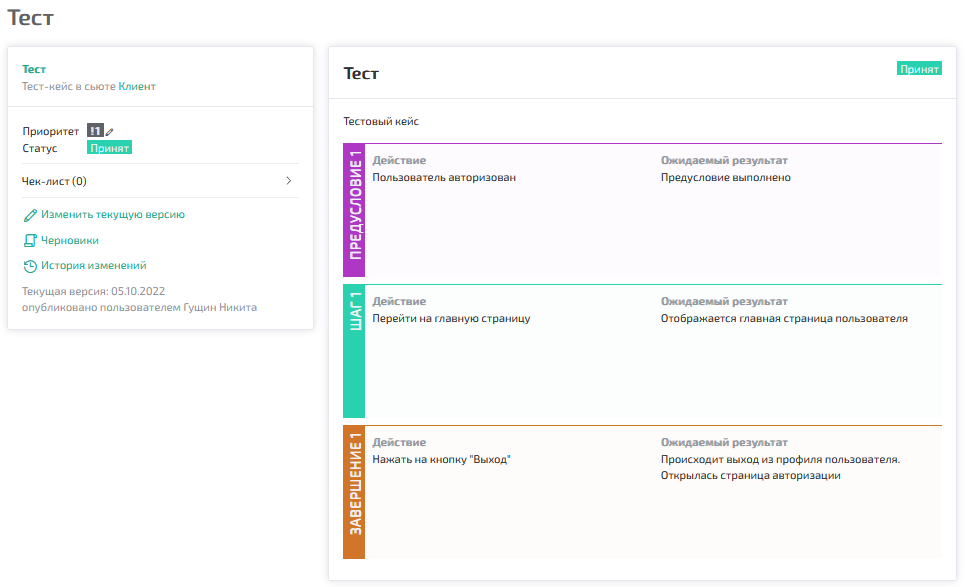 Тест
Тест
Тест-кейс в сьюте Клиент
Приоритет !1
Статус Принят
Чек-лист (0)
Изменить текущую версию
Черновики
История изменений
Текущая версия: 05.10.2022
опубликовано пользователем Гущин Никита
Тест
Принят
Тестовый кейс
ПРЕДУСЛОВИЕ 1
Действие
Пользователь авторизован
Ожидаемый результат
Предусловие выполнено
ШАГ 1
Действие
Перейти на главную страницу
Ожидаемый результат
Отображается главная страница пользователя
ЗАВЕРШЕНИЕ 1
Действие
Нажать на кнопку "Выход"
Ожидаемый результат
Происходит выход из профиля пользователя.
Открылась страница авторизации